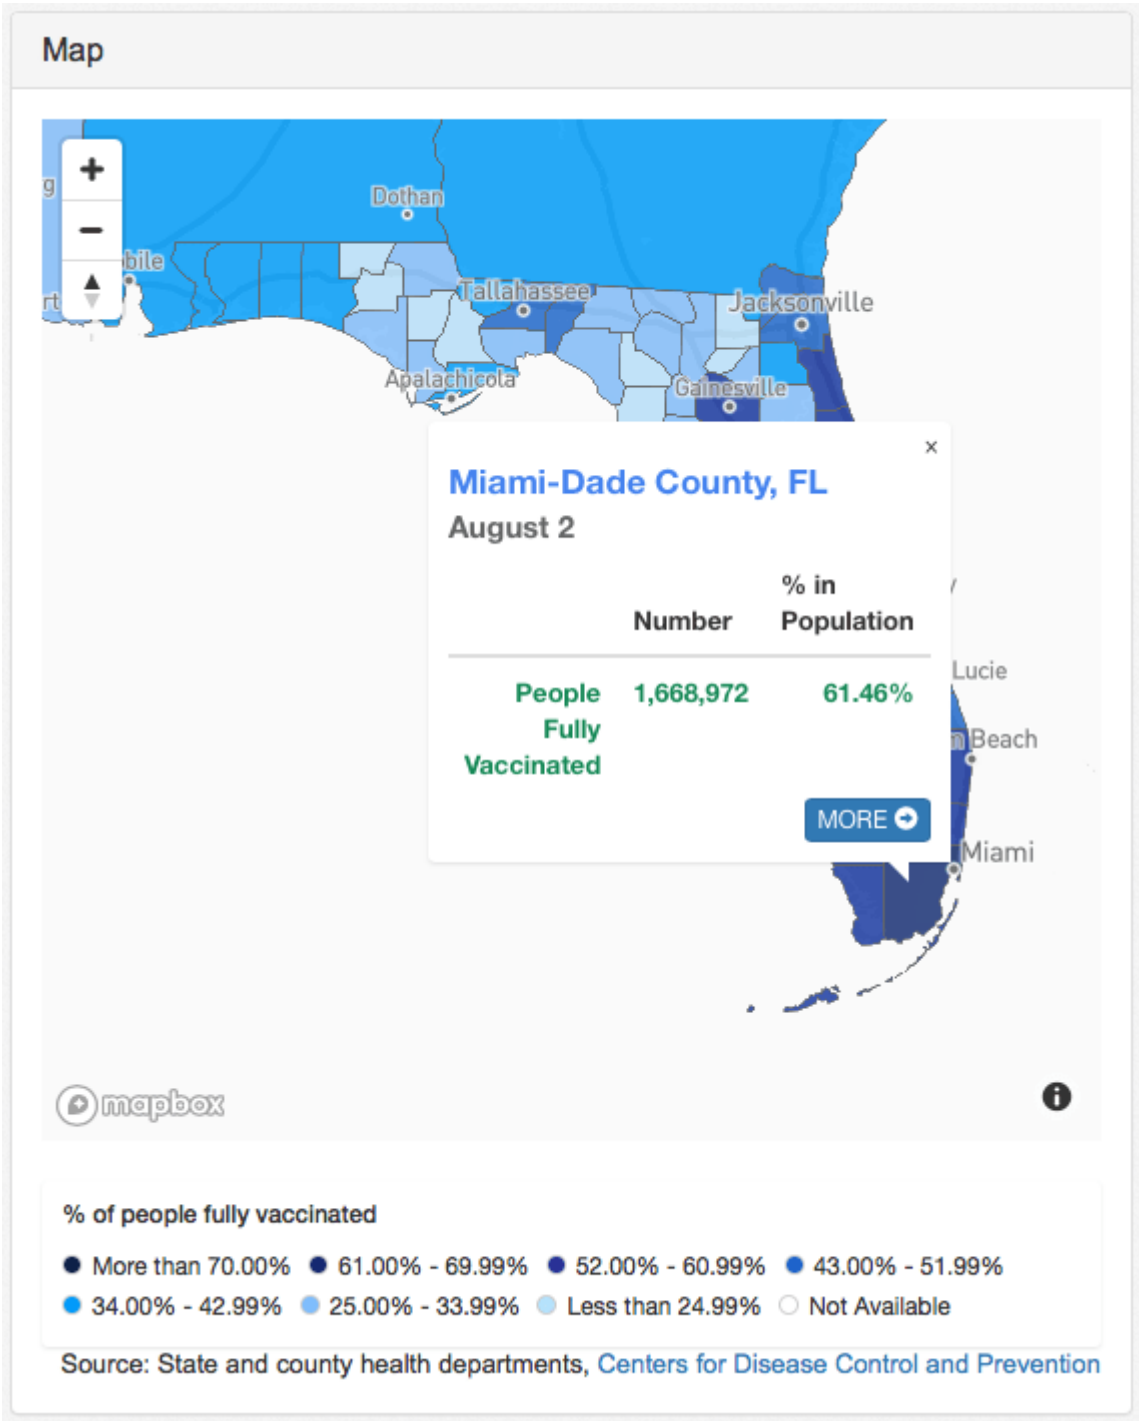 Map
+
g
Dothan
−
bile
rt
Tallahassee
Jacksonville
Apalachicola
Gainesville
×
Miami-Dade County, FL
August 2
% in
Number Population
y
Lucie
People 1,668,972 61.46%
Fully
Vaccinated
Beach
MORE
Miami
mapbox
i
% of people fully vaccinated
More than 70.00% 61.00% - 69.99% 52.00% - 60.99% 43.00% - 51.99%
34.00% - 42.99% 25.00% - 33.99% Less than 24.99% Not Available
Source: State and county health departments, Centers for Disease Control and Prevention